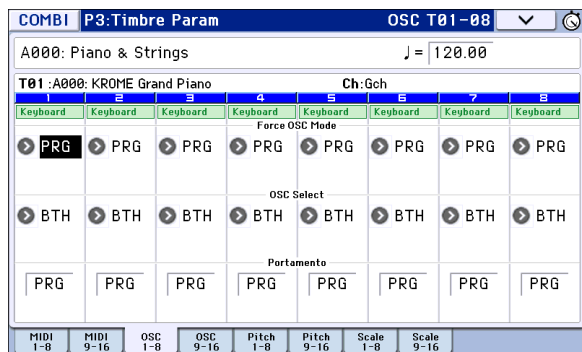 COMBI P3:Timbre Param OSC T01-08
A000: Piano & Strings ♩= 120.00
T01 :A000: KROME Grand Piano Ch:Gch
1 2 3 4 5 6 7 8
Keyboard Keyboard Keyboard Keyboard Keyboard Keyboard Keyboard Keyboard
Force OSC Mode
PRG PRG PRG PRG PRG PRG PRG PRG
OSC Select
BTH BTH BTH BTH BTH BTH BTH BTH
Portamento
PRG PRG PRG PRG PRG PRG PRG PRG
MIDI 1-8 MIDI 9-16 OSC 1-8 OSC 9-16 Pitch 1-8 Pitch 9-16 Scale 1-8 Scale 9-16